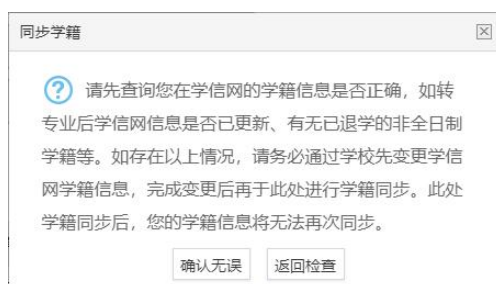 同步学籍
请先查询您在学信网的学籍信息是否正确，如转
专业后学信网信息是否已更新、有无已退学的非全日制
学籍等。如存在以上情况，请务必通过学校先变更学信
网学籍信息，完成变更后再于此处进行学籍同步。此处
学籍同步后，您的学籍信息将无法再次同步。
确认无误 返回检查